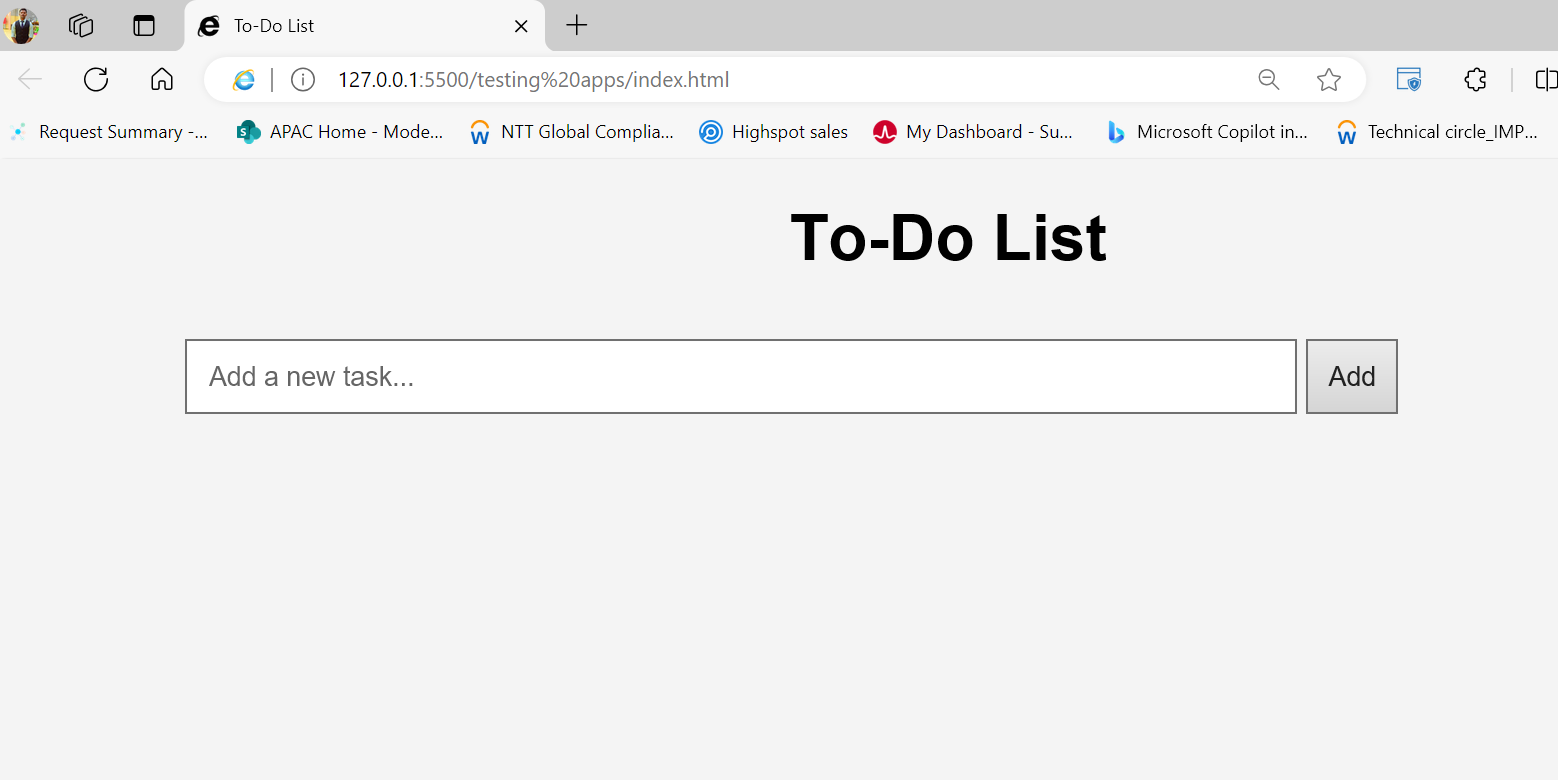 To-Do List
127.0.0.1:5500/testing%20apps/index.html
Request Summary -... APAC Home - Mode... NTT Global Complia... Highspot sales My Dashboard - Su... Microsoft Copilot in... Technical circle_IMP...
To-Do List
Add a new task... Add